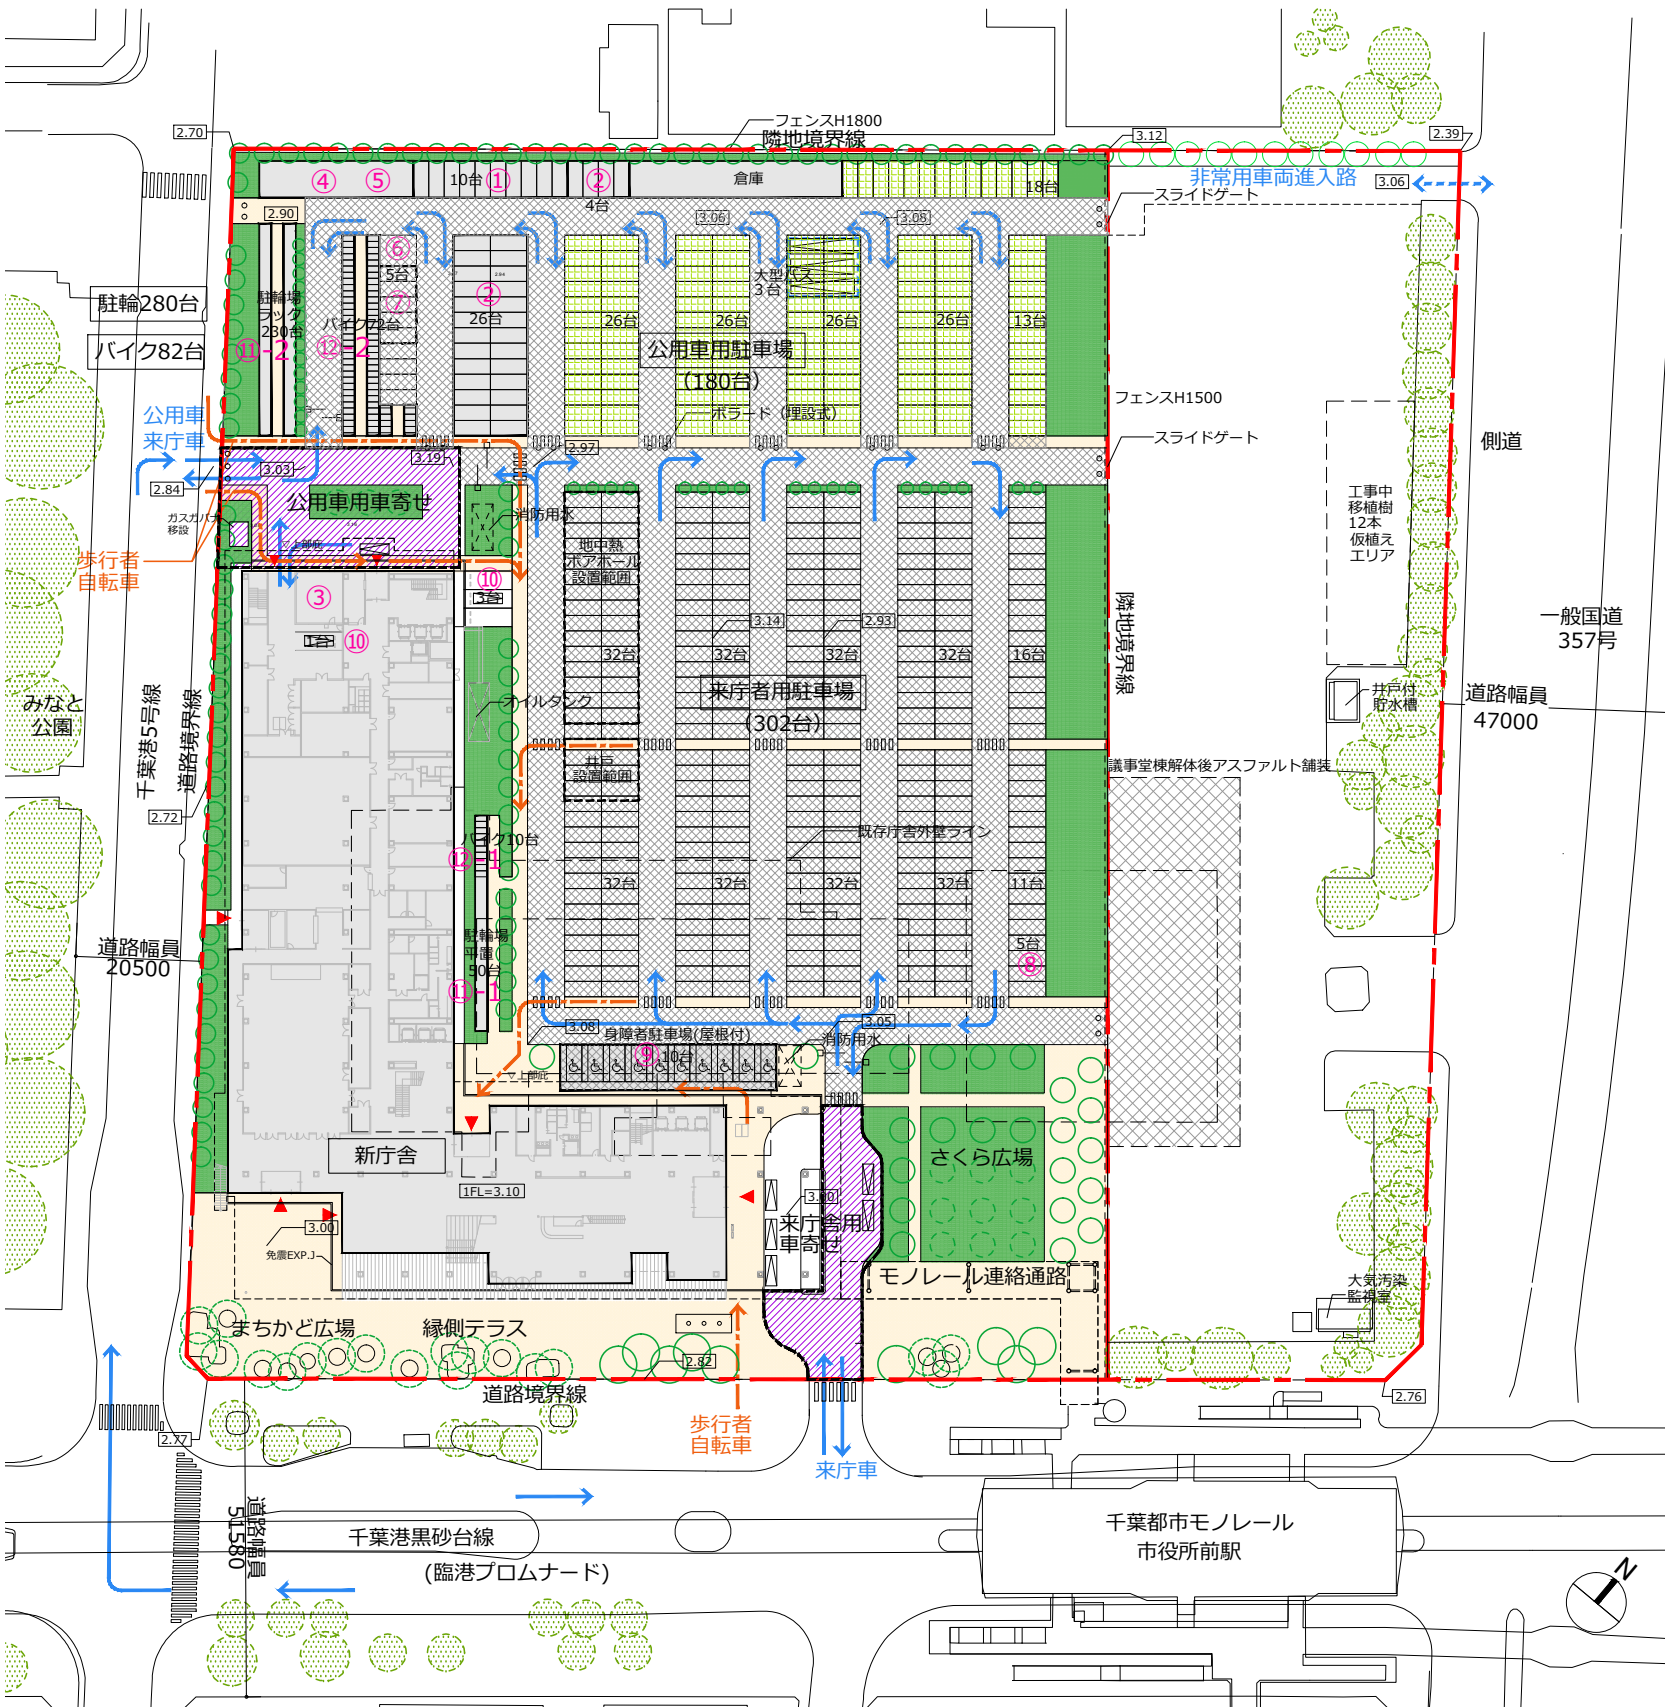 フェンスH1800
隣地境界線
2.70
3.12
2.39
④
⑤
10台
①
②
4台
倉庫
18台
非常用車両進入路
3.06
スライドゲート
2.90
3.06
3.08
⑥
5台
⑦
②
26台
2.94
大型バス
3台
駐輪280台
バイク82台
駐輪場
ラック
230台
⑪-2
バイク72台
⑫-2
26台
26台
26台
26台
13台
公用車用駐車場
(180台)
ボラード（埋設式）
フェンスH1500
スライドゲート
側道
公用車
来庁車
3.03
3.19
2.97
2.84
公用車用車寄せ
消防用水
移設
上部庇
歩行者
自転車
地中熱
ボアホール
設置範囲
工事中
移植樹
12本
仮植え
エリア
⑩
3台
③
1台
⑩
3.14
2.93
32台
32台
32台
32台
16台
来庁者用駐車場
(302台)
隣地境界線
一般国道
357号
みなと
公園
千葉港5号線
道路境界線
オイルタンク
井戸付
貯水槽
道路幅員
47000
井戸
設置範囲
議事堂棟解体後アスファルト舗装
2.72
バイク10台
⑫-1
既存庁舎外壁ライン
32台
32台
32台
32台
11台
道路幅員
20500
駐輪場
平置
50台
⑪-1
5台
⑧
3.08
身障者駐車場(屋根付)
3.05
消防用水
⑨
10台
上部庇
新庁舎
さくら広場
1FL=3.10
3.00
3.00
来庁者用
車寄せ
免震EXP.J
モノレール連絡通路
大気汚染
監視室
まちかど広場
縁側テラス
2.82
道路境界線
2.76
2.77
歩行者
自転車
来庁車
道路幅員
51580
千葉港黒砂台線
(臨港プロムナード)
千葉都市モノレール
市役所前駅
N